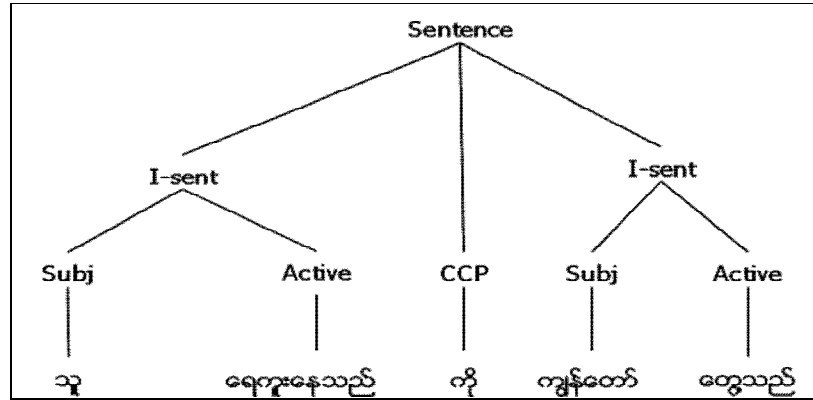 Sentence
I-sent I-sent
Subj Active CCP Subj Active
သူ ရေကူးနေသည် ကို ကျွန်တော် တွေ့သည်